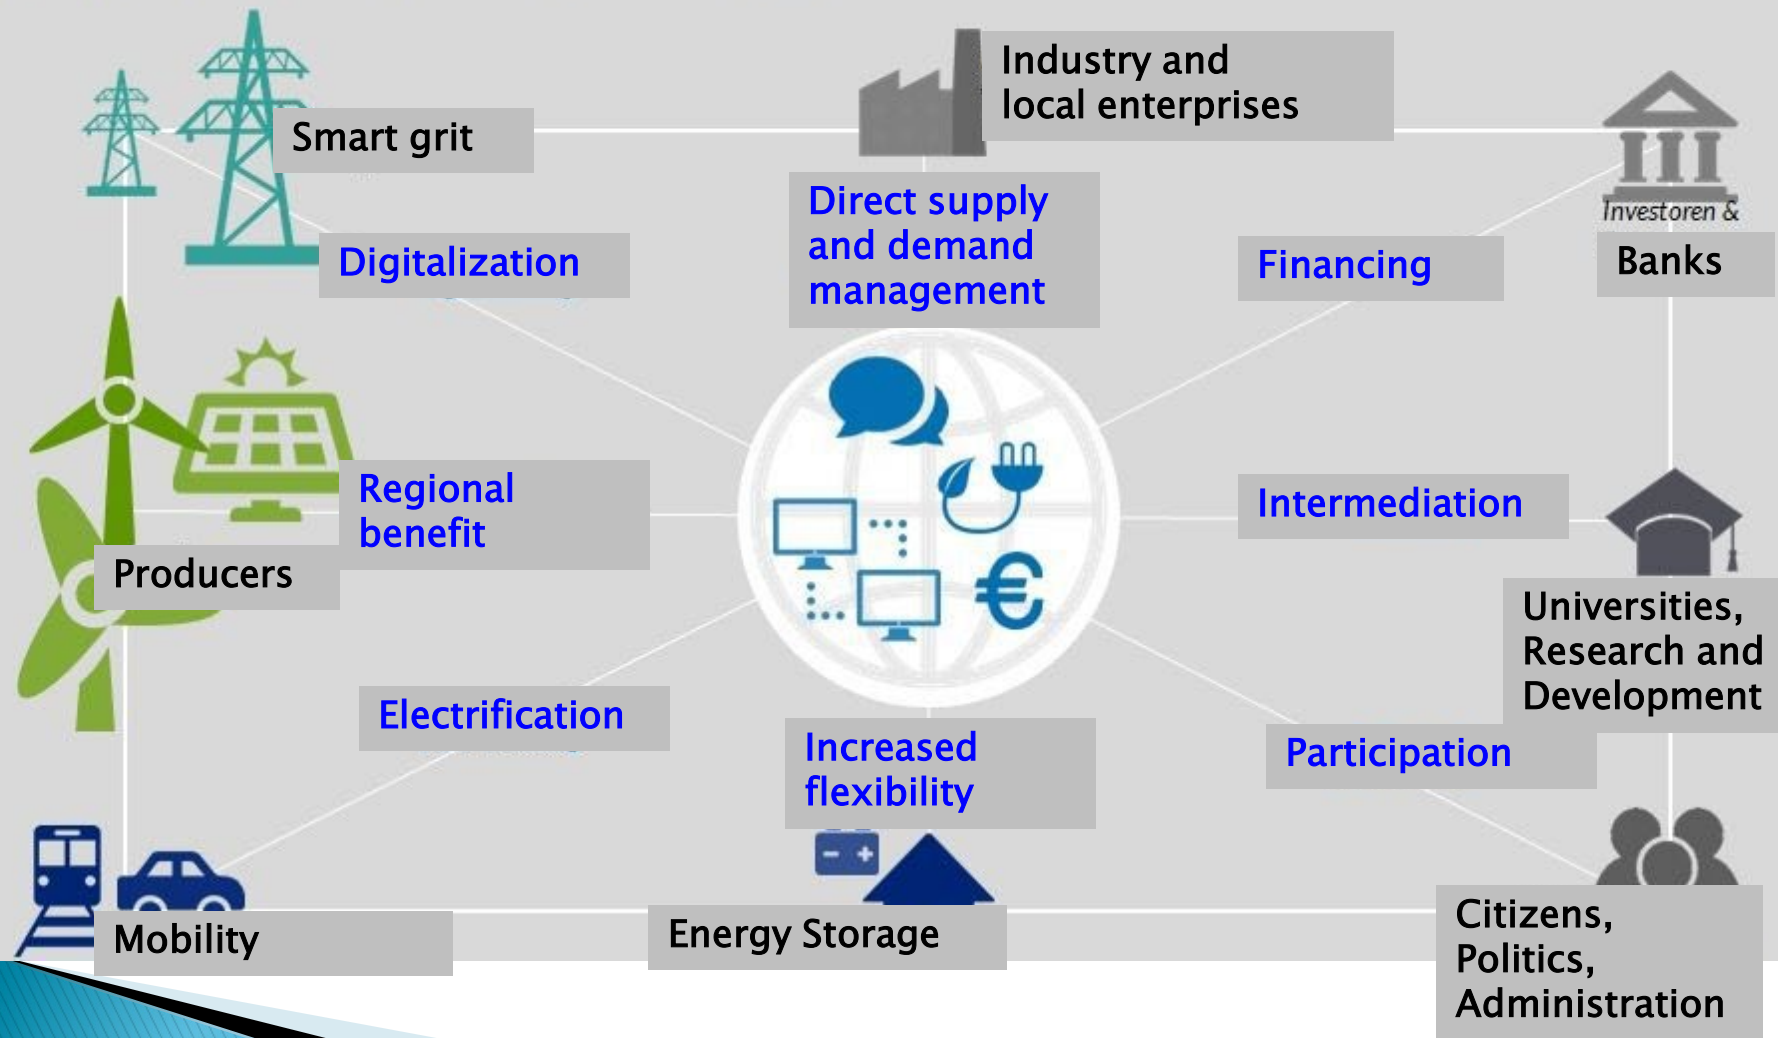 Smart grit
Industry and
local enterprises
Investoren &
Banks
Digitalization
Direct supply
and demand
management
Financing
Regional
benefit
Producers
Intermediation
Universities,
Research and
Development
Electrification
Increased
flexibility
Participation
Mobility
Energy Storage
Citizens,
Politics,
Administration